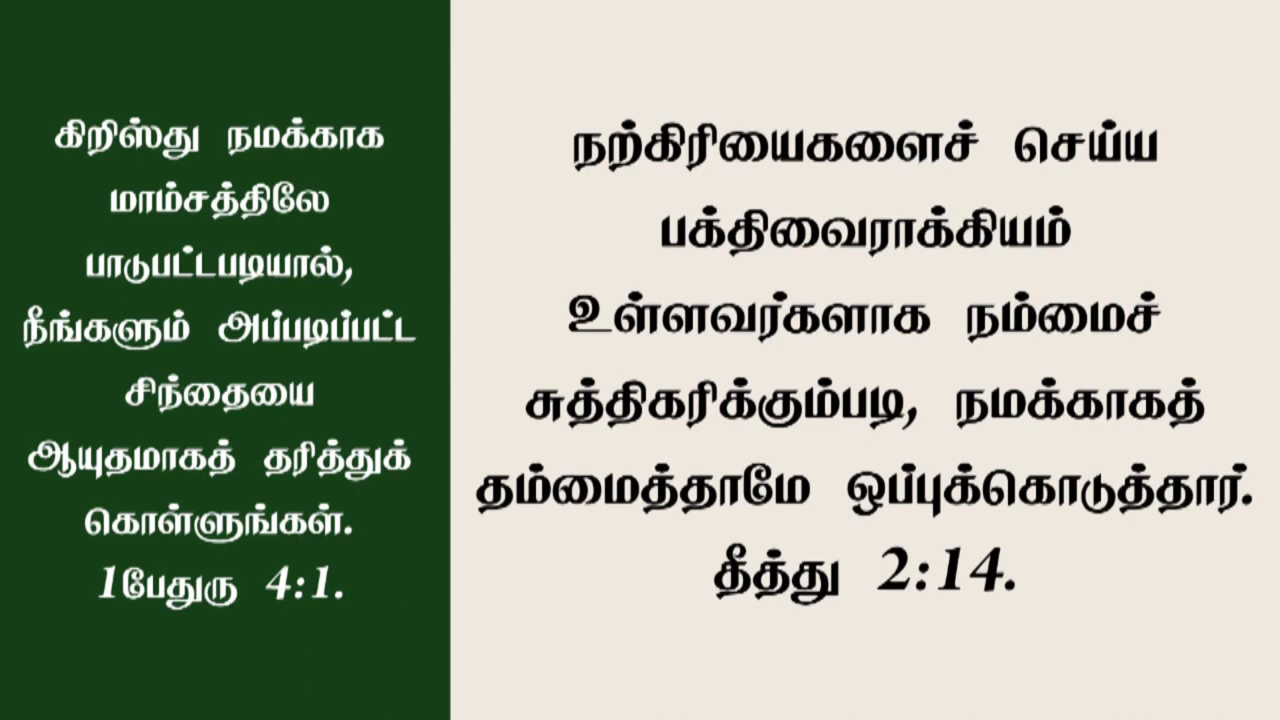 கிறிஸ்து நமக்காக
மாம்சத்திலே
பாடுபட்டபடியால்,
நீங்களும் அப்படிப்பட்ட
சிந்தையை
ஆயுதமாகத் தரித்துக்
கொள்ளுங்கள்.
1பேதுரு 4:1.
நற்கிரியைகளைச் செய்ய
பக்திவைராக்கியம்
உள்ளவர்களாக நம்மைச்
சுத்திகரிக்கும்படி, நமக்காகத்
தம்மைத்தாமே ஒப்புக்கொடுத்தார்.
தீத்து 2:14.